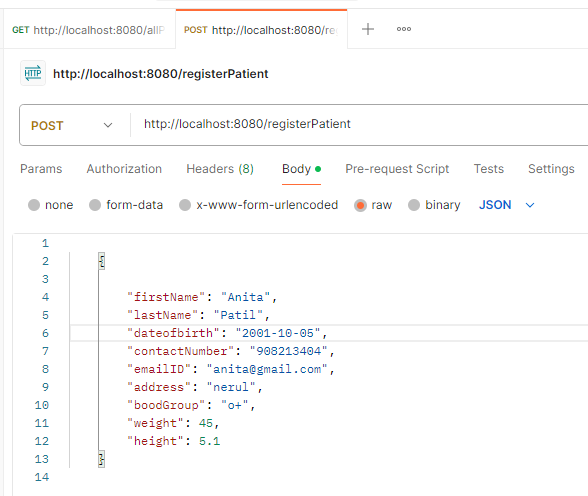 GET http://localhost:8080/allP
POST http://localhost:8080/re
HTTP http://localhost:8080/registerPatient
POST http://localhost:8080/registerPatient
Params Authorization Headers (8) Body Pre-request Script Tests Settings
none form-data x-www-form-urlencoded raw binary JSON
1
2 {
3
4 "firstName": "Anita",
5 "lastName": "Patil",
6 "dateofbirth": "2001-10-05",
7 "contactNumber": "908213404",
8 "emailID": "anita@gmail.com",
9 "address": "nerul",
10 "boodGroup": "o+",
11 "weight": 45,
12 "height": 5.1
13 }
14